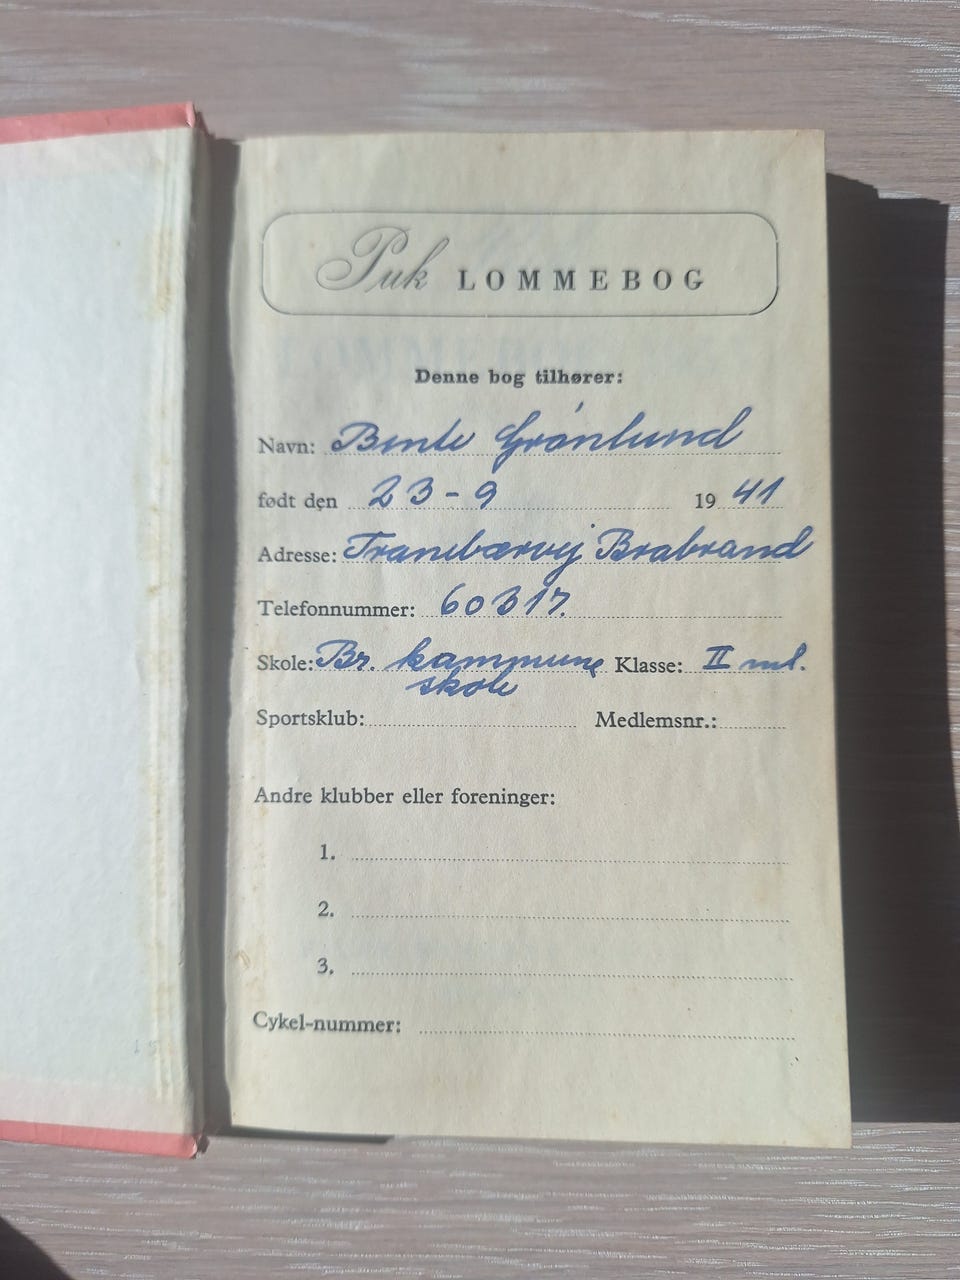 Puk LOMMEBOG
Denne bog tilhører:
Navn: Bente Grønlund
født den 23-9 1941
Adresse: Tranebærvej Brabrand
Telefonnummer: 60317.
Skole: Br. kommune Klasse: II ml.
skole
Sportsklub: Medlemsnr.:
Andre klubber eller foreninger:
1.
2.
3.
Cykel-nummer: